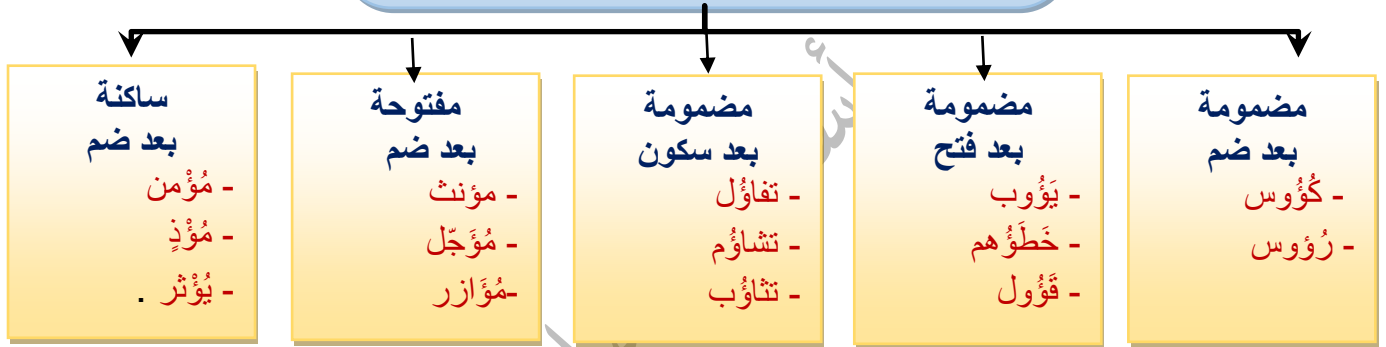 مضمومة
بعد ضم
- كُؤُوس
- رُؤوس
مضمومة
بعد فتح
- يَؤُوب
- خَطَؤُهم
- قَؤُول
مضمومة
بعد سكون
- تفاؤُل
- تشاؤُم
- تثاؤُب
مفتوحة
بعد ضم
- مؤنث
- مُؤَجّل
-مُؤَازر
ساكنة
بعد ضم
- مُؤْمن
- مُؤْذٍ
- يُؤْثر .